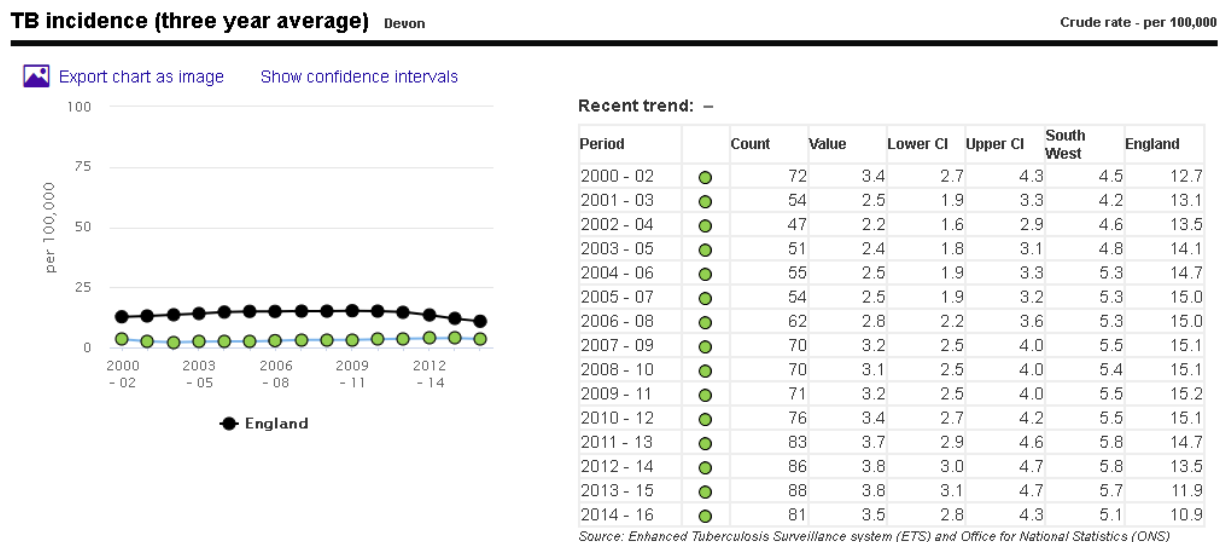 TB incidence (three year average) Devon Crude rate - per 100,000
Export chart as image Show confidence intervals
100
75
50
25
0
per 100,000
2000 2003 2006 2009 2012
- 02 - 05 - 08 - 11 - 14
England
Recent trend: –
Period Count Value Lower CI Upper CI South West England
2000 - 02 72 3.4 2.7 4.3 4.5 12.7
2001 - 03 54 2.5 1.9 3.3 4.2 13.1
2002 - 04 47 2.2 1.6 2.9 4.6 13.5
2003 - 05 51 2.4 1.8 3.1 4.8 14.1
2004 - 06 55 2.5 1.9 3.3 5.3 14.7
2005 - 07 54 2.5 1.9 3.2 5.3 15.0
2006 - 08 62 2.8 2.2 3.6 5.3 15.0
2007 - 09 70 3.2 2.5 4.0 5.5 15.1
2008 - 10 70 3.1 2.5 4.0 5.4 15.1
2009 - 11 71 3.2 2.5 4.0 5.5 15.2
2010 - 12 76 3.4 2.7 4.2 5.5 15.1
2011 - 13 83 3.7 2.9 4.6 5.8 14.7
2012 - 14 86 3.8 3.0 4.7 5.8 13.5
2013 - 15 88 3.8 3.1 4.7 5.7 11.9
2014 - 16 81 3.5 2.8 4.3 5.1 10.9
Source: Enhanced Tuberculosis Surveillance system (ETS) and Office for National Statistics (ONS)